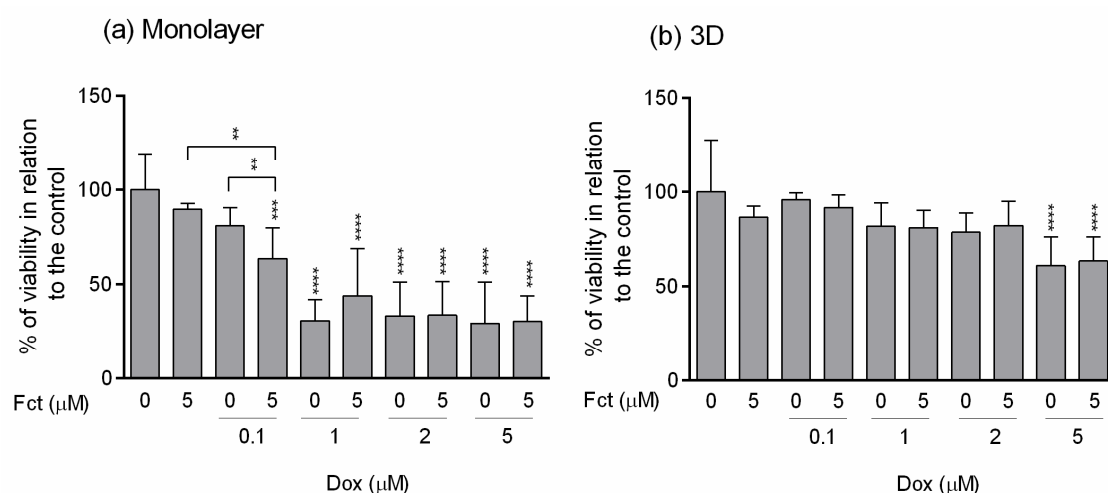 (a) Monolayer
% of viability in relation
to the control
150
100
50
0
**
**
***
****
****
****
****
****
****
Fct (μM) 0 5 0 5 0 5 0 5 0 5
0.1 1 2 5
Dox (μM)
(b) 3D
% of viability in relation
to the control
150
100
50
0
****
****
0 5 0 5 0 5 0 5 0 5
Fct (μM)
0.1 1 2 5
Dox (μM)